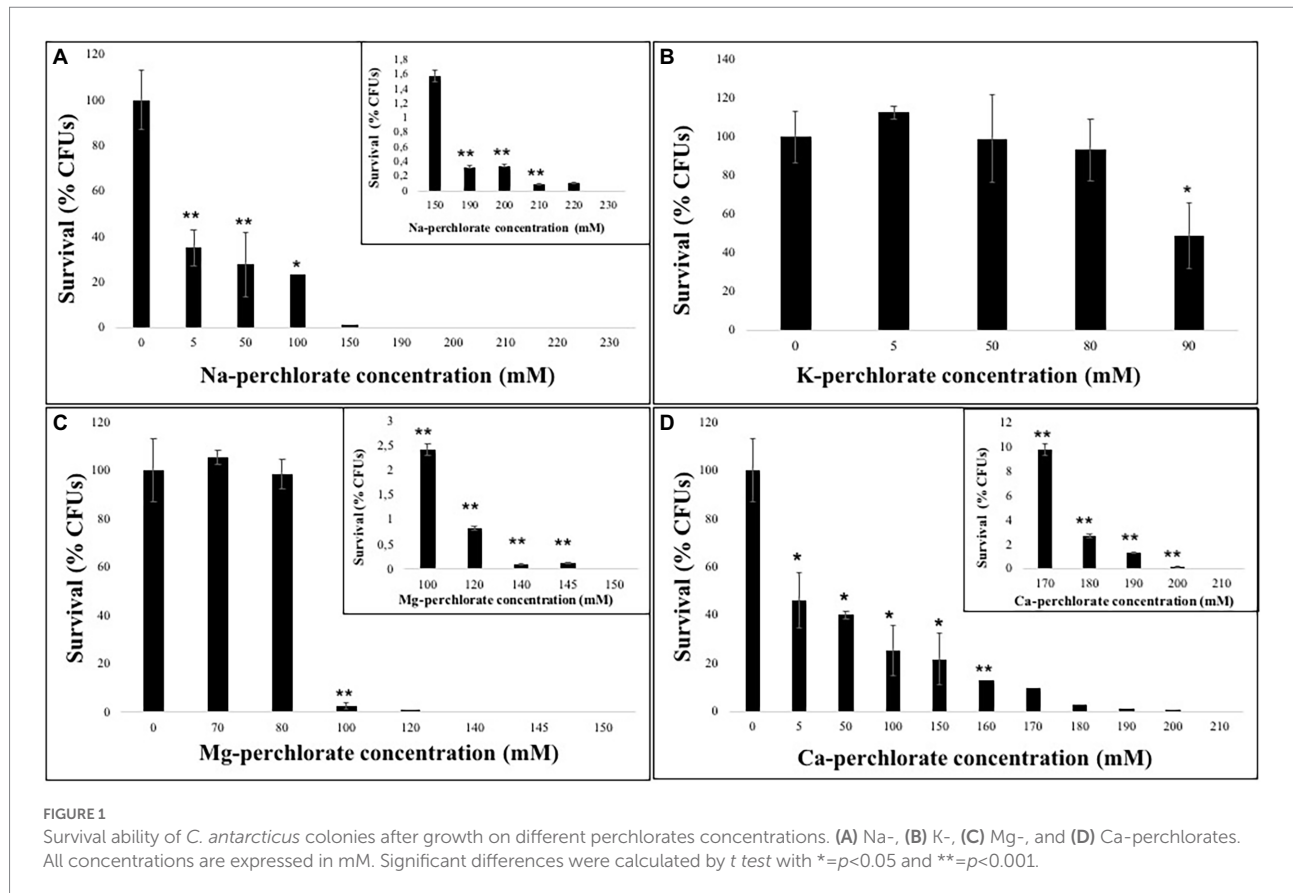 A
Survival (% CFUs)
120
100
80
60
40
20
0
**
**
*
0 5 50 100 150 190 200 210 220 230
Na-perchlorate concentration (mM)
Survival (% CFUs)
1,8
1,6
1,4
1,2
1
0,8
0,6
0,4
0,2
0
**
**
**
150 190 200 210 220 230
Na-perchlorate concentration (mM)
B
Survival (% CFUs)
140
120
100
80
60
40
20
0
*
0 5 50 80 90
K-perchlorate concentration (mM)
C
Survival (% CFUs)
120
100
80
60
40
20
0
**
0 70 80 100 120 140 145 150
Mg-perchlorate concentration (mM)
Survival (% CFUs)
3
2,5
2
1,5
1
0,5
0
**
**
**
**
100 120 140 145 150
Mg-perchlorate concentration (mM)
D
Survival (% CFUs)
120
100
80
60
40
20
0
*
*
*
*
**
0 5 50 100 150 160 170 180 190 200 210
Ca-perchlorate concentration (mM)
Survival (% CFUs)
12
10
8
6
4
2
0
**
**
**
**
170 180 190 200 210
Ca-perchlorate concentration (mM)
FIGURE 1
Survival ability of C. antarcticus colonies after growth on different perchlorates concentrations. (A) Na-, (B) K-, (C) Mg-, and (D) Ca-perchlorates.
All concentrations are expressed in mM. Significant differences were calculated by t test with *=p<0.05 and **=p<0.001.